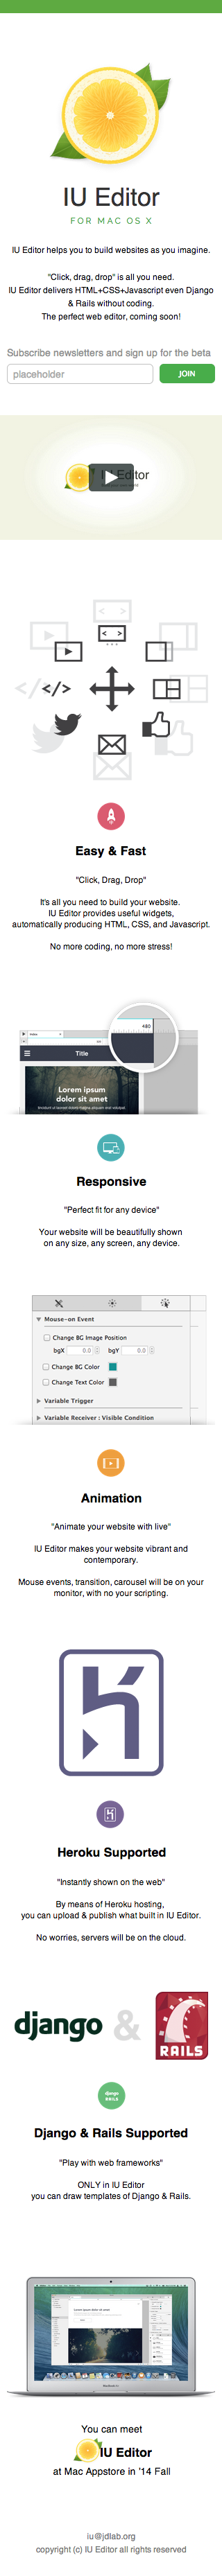 IU Editor
FOR MAC OS X
IU Editor helps you to build websites as you imagine.
"Click, drag, drop" is all you need.
IU Editor delivers HTML+CSS+Javascript even Django
& Rails without coding.
The perfect web editor, coming soon!
Subscribe newsletters and sign up for the beta
placeholder
JOIN
IU Editor
Easy & Fast
"Click, Drag, Drop"
It's all you need to build your website.
IU Editor provides useful widgets,
automatically producing HTML, CSS, and Javascript.
No more coding, no more stress!
480
Title
Lorem ipsum
dolor sit amet
Responsive
"Perfect fit for any device"
Your website will be beautifully shown
on any size, any screen, any device.
Mouse-on Event
Change BG Image Position
bgX 0.0 bgY 0.0
Change BG Color
Change Text Color
Variable Trigger
Variable Receiver : Visible Condition
Animation
"Animate your website with live"
IU Editor makes your website vibrant and
contemporary.
Mouse events, transition, carousel will be on your
monitor, with no your scripting.
Heroku Supported
"Instantly shown on the web"
By means of Heroku hosting,
you can upload & publish what built in IU Editor.
No worries, servers will be on the cloud.
django & RAILS
django
RAILS
Django & Rails Supported
"Play with web frameworks"
ONLY in IU Editor
you can draw templates of Django & Rails.
You can meet
IU Editor
at Mac Appstore in '14 Fall
iu@jdlab.org
copyright (c) IU Editor all rights reserved